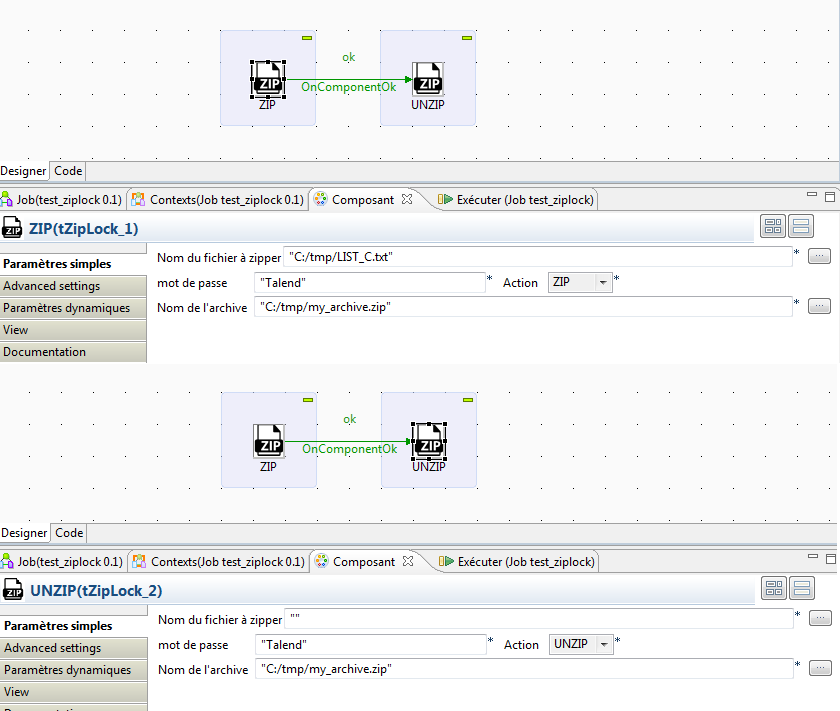 ok
OnComponentOk
ZIP ZIP
ZIP UNZIP
Designer Code
Job(test_ziplock 0.1) Contexts(Job test_ziplock 0.1) Composant Exécuter (Job test_ziplock)
ZIP ZIP(tZipLock_1)
Paramètres simples
Advanced settings
Paramètres dynamiques
View
Documentation
Nom du fichier à zipper "C:/tmp/LIST_C.txt" * ...
mot de passe "Talend" * Action ZIP *
Nom de l'archive "C:/tmp/my_archive.zip" * ...
ok
OnComponentOk
ZIP ZIP
ZIP UNZIP
Designer Code
Job(test_ziplock 0.1) Contexts(Job test_ziplock 0.1) Composant Exécuter (Job test_ziplock)
ZIP UNZIP(tZipLock_2)
Paramètres simples
Advanced settings
Paramètres dynamiques
View
Nom du fichier à zipper "" * ...
mot de passe "Talend" * Action UNZIP *
Nom de l'archive "C:/tmp/my_archive.zip" * ...